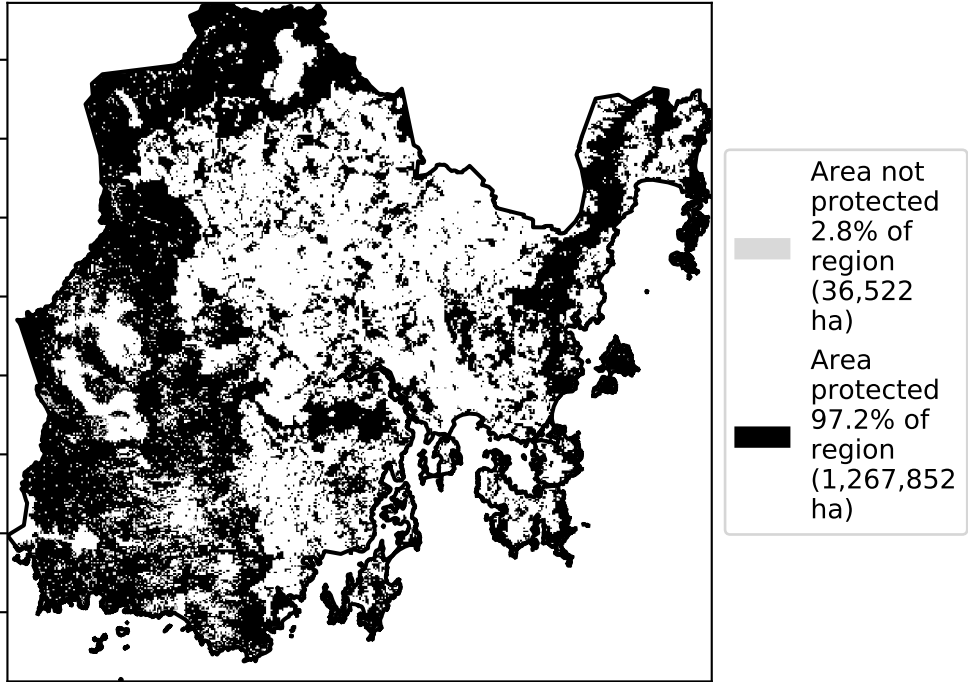 Area not
protected
2.8% of
region
(36,522
ha)
Area
protected
97.2% of
region
(1,267,852
ha)